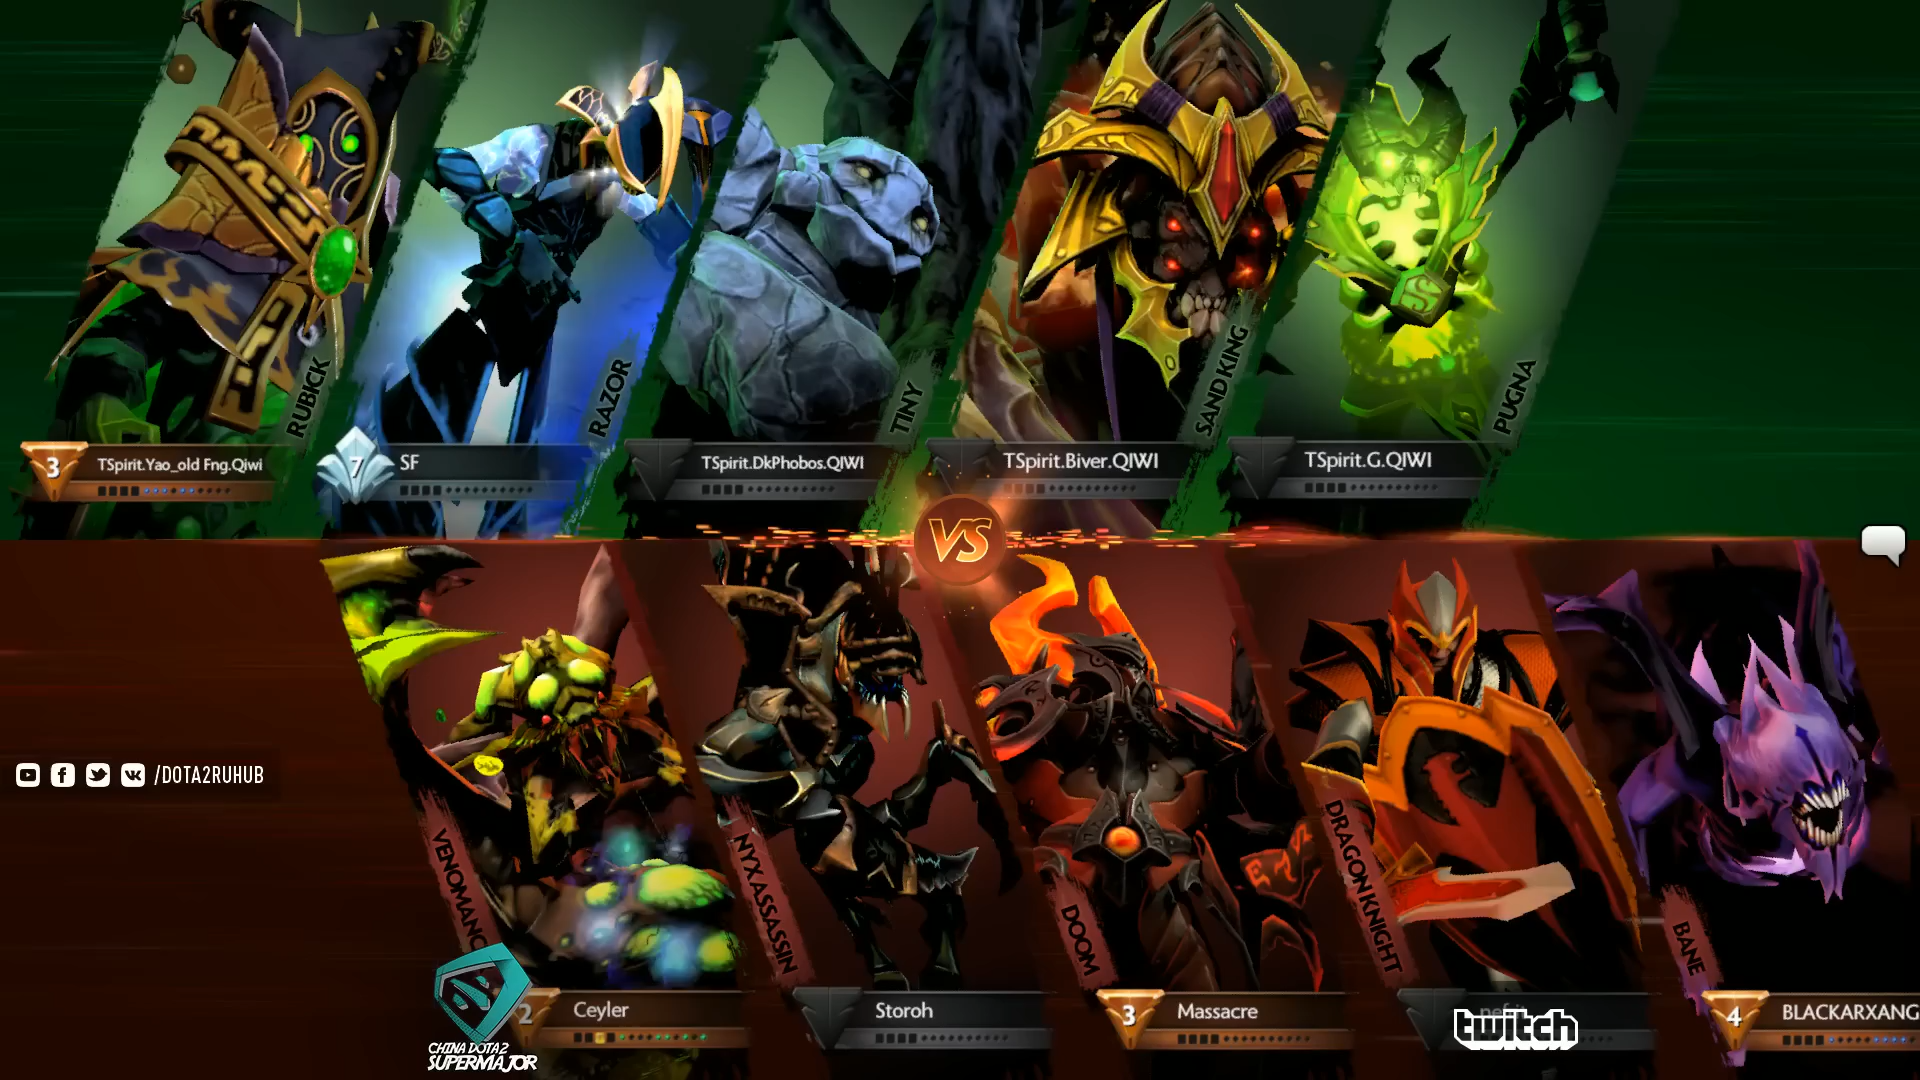 RUBICK
RAZOR
TINY
SAND KING
PUGNA
3
TSpirit.Yao_old Fng.Qiwi
7
SF
TSpirit.DkPhobos.QIWI
TSpirit.Biver.QIWI
TSpirit.G.QIWI
VS
/DOTA2RUHUB
VENOMANC
NYX ASSASSIN
DOOM
DRAGON KNIGHT
BANE
2
Ceyler
Storoh
3
Massacre
twitch
4
BLACKARXANG
CHINA DOTA2
SUPERMAJOR